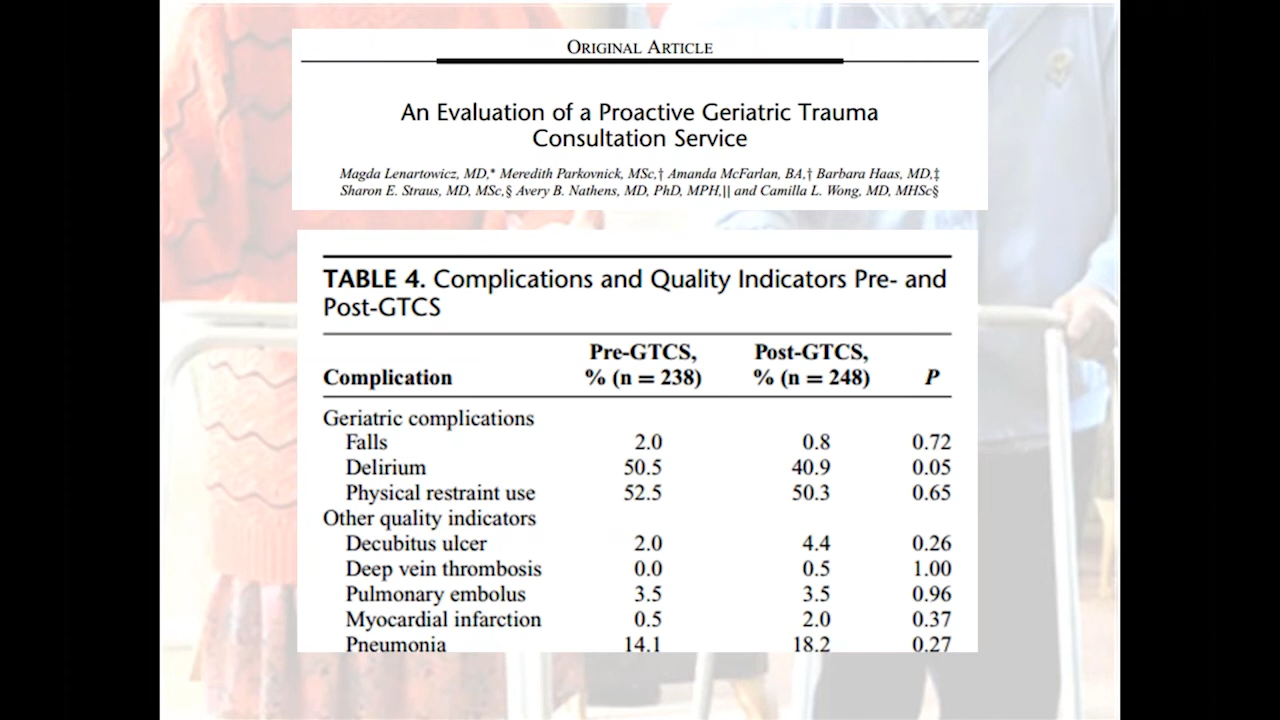 ORIGINAL ARTICLE
An Evaluation of a Proactive Geriatric Trauma
Consultation Service
Magda Lenartowicz, MD,* Meredith Parkovnick, MSc,† Amanda McFarlan, BA,† Barbara Haas, MD,‡
Sharon E. Straus, MD, MSc,§ Avery B. Nathens, MD, PhD, MPH,|| and Camilla L. Wong, MD, MHSc§
TABLE 4. Complications and Quality Indicators Pre- and
Post-GTCS
Pre-GTCS, Post-GTCS,
Complication % (n = 238) % (n = 248) P
Geriatric complications
Falls 2.0 0.8 0.72
Delirium 50.5 40.9 0.05
Physical restraint use 52.5 50.3 0.65
Other quality indicators
Decubitus ulcer 2.0 4.4 0.26
Deep vein thrombosis 0.0 0.5 1.00
Pulmonary embolus 3.5 3.5 0.96
Myocardial infarction 0.5 2.0 0.37
Pneumonia 14.1 18.2 0.27